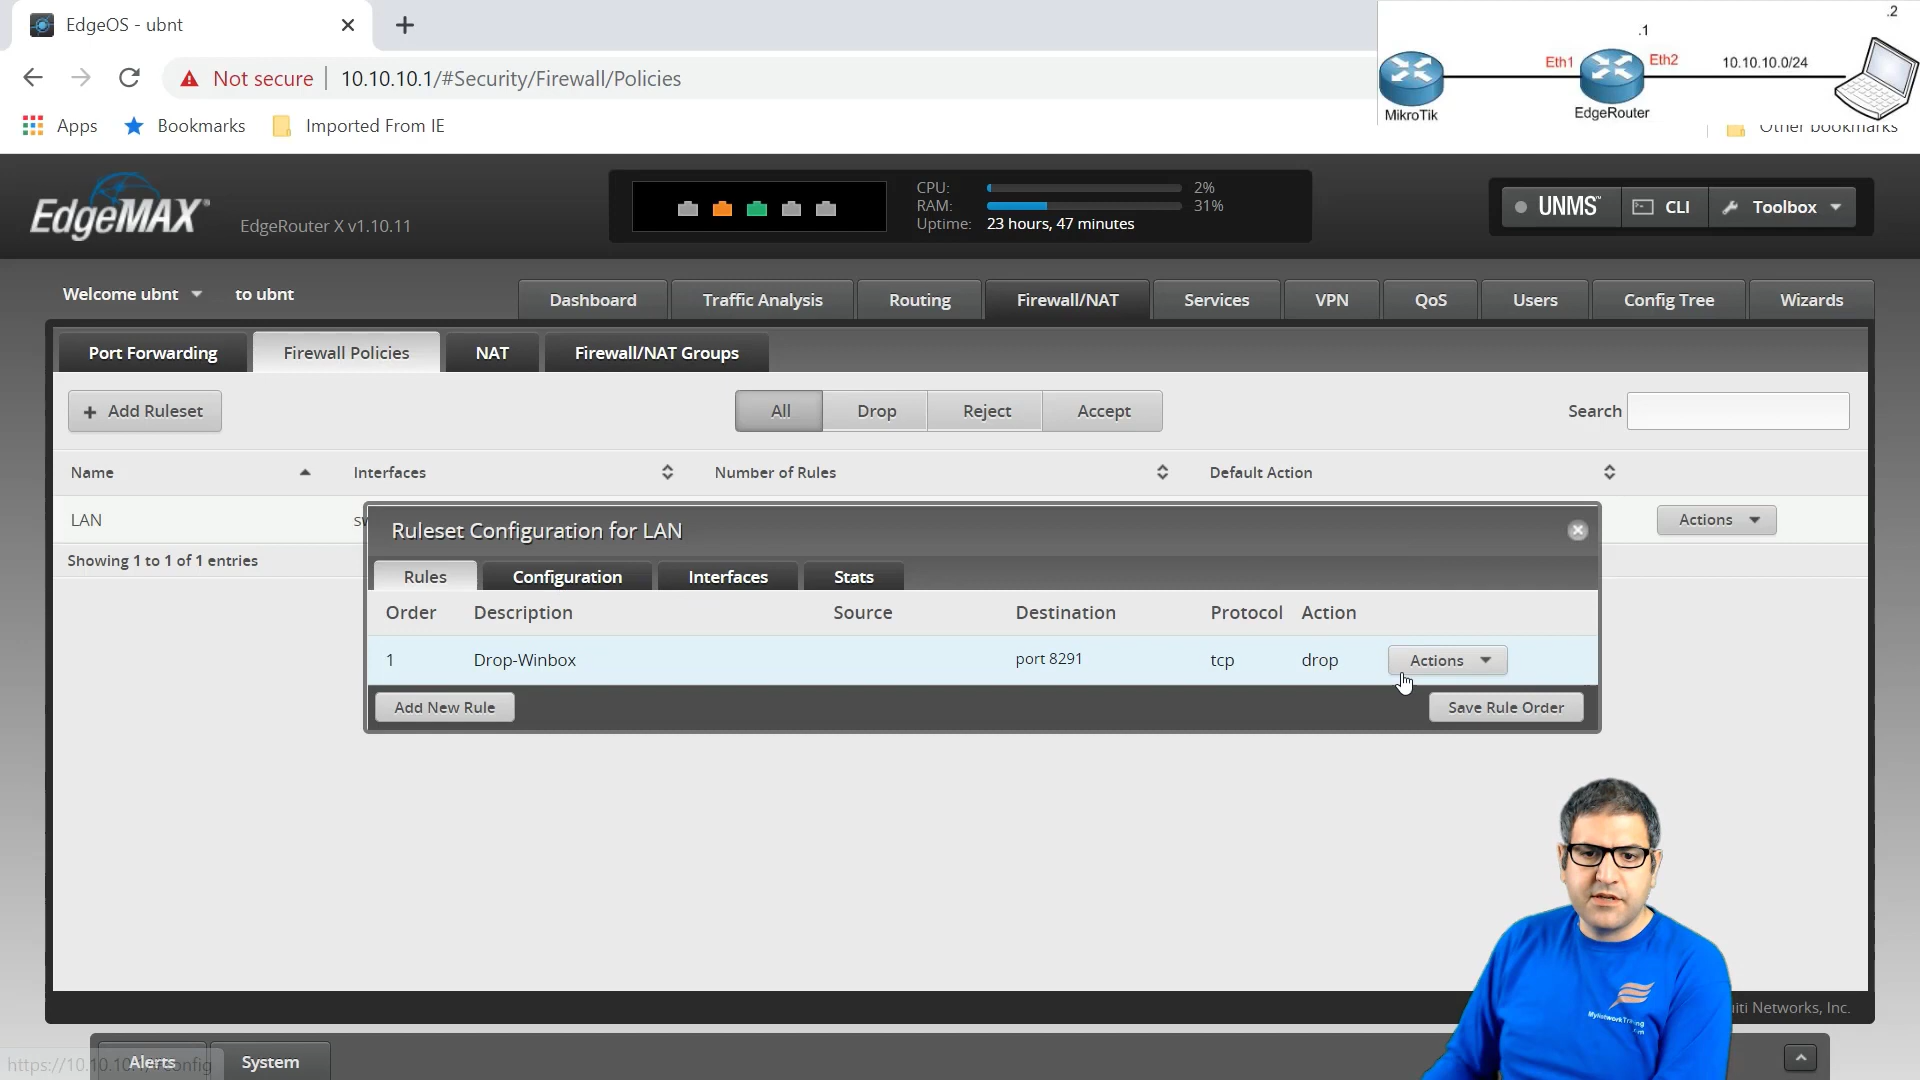 EdgeOS - ubnt
.2
.1
Not secure
10.10.10.1/#Security/Firewall/Policies
Eth1
Eth2
10.10.10.0/24
MikroTik
EdgeRouter
Apps
Bookmarks
Imported From IE
Other bookmarks
EdgeMAX
EdgeRouter X v1.10.11
CPU:
2%
RAM:
31%
Uptime:
23 hours, 47 minutes
UNMS
CLI
Toolbox
Welcome ubnt
to ubnt
Dashboard
Traffic Analysis
Routing
Firewall/NAT
Services
VPN
QoS
Users
Config Tree
Wizards
Port Forwarding
Firewall Policies
NAT
Firewall/NAT Groups
+ Add Ruleset
All
Drop
Reject
Accept
Search
Name
Interfaces
Number of Rules
Default Action
LAN
Actions
Showing 1 to 1 of 1 entries
Ruleset Configuration for LAN
Rules
Configuration
Interfaces
Stats
Order
Description
Source
Destination
Protocol
Action
1
Drop-Winbox
port 8291
tcp
drop
Actions
Add New Rule
Save Rule Order
MyNetworkTraining
.com
Networks, Inc.
Alerts
System